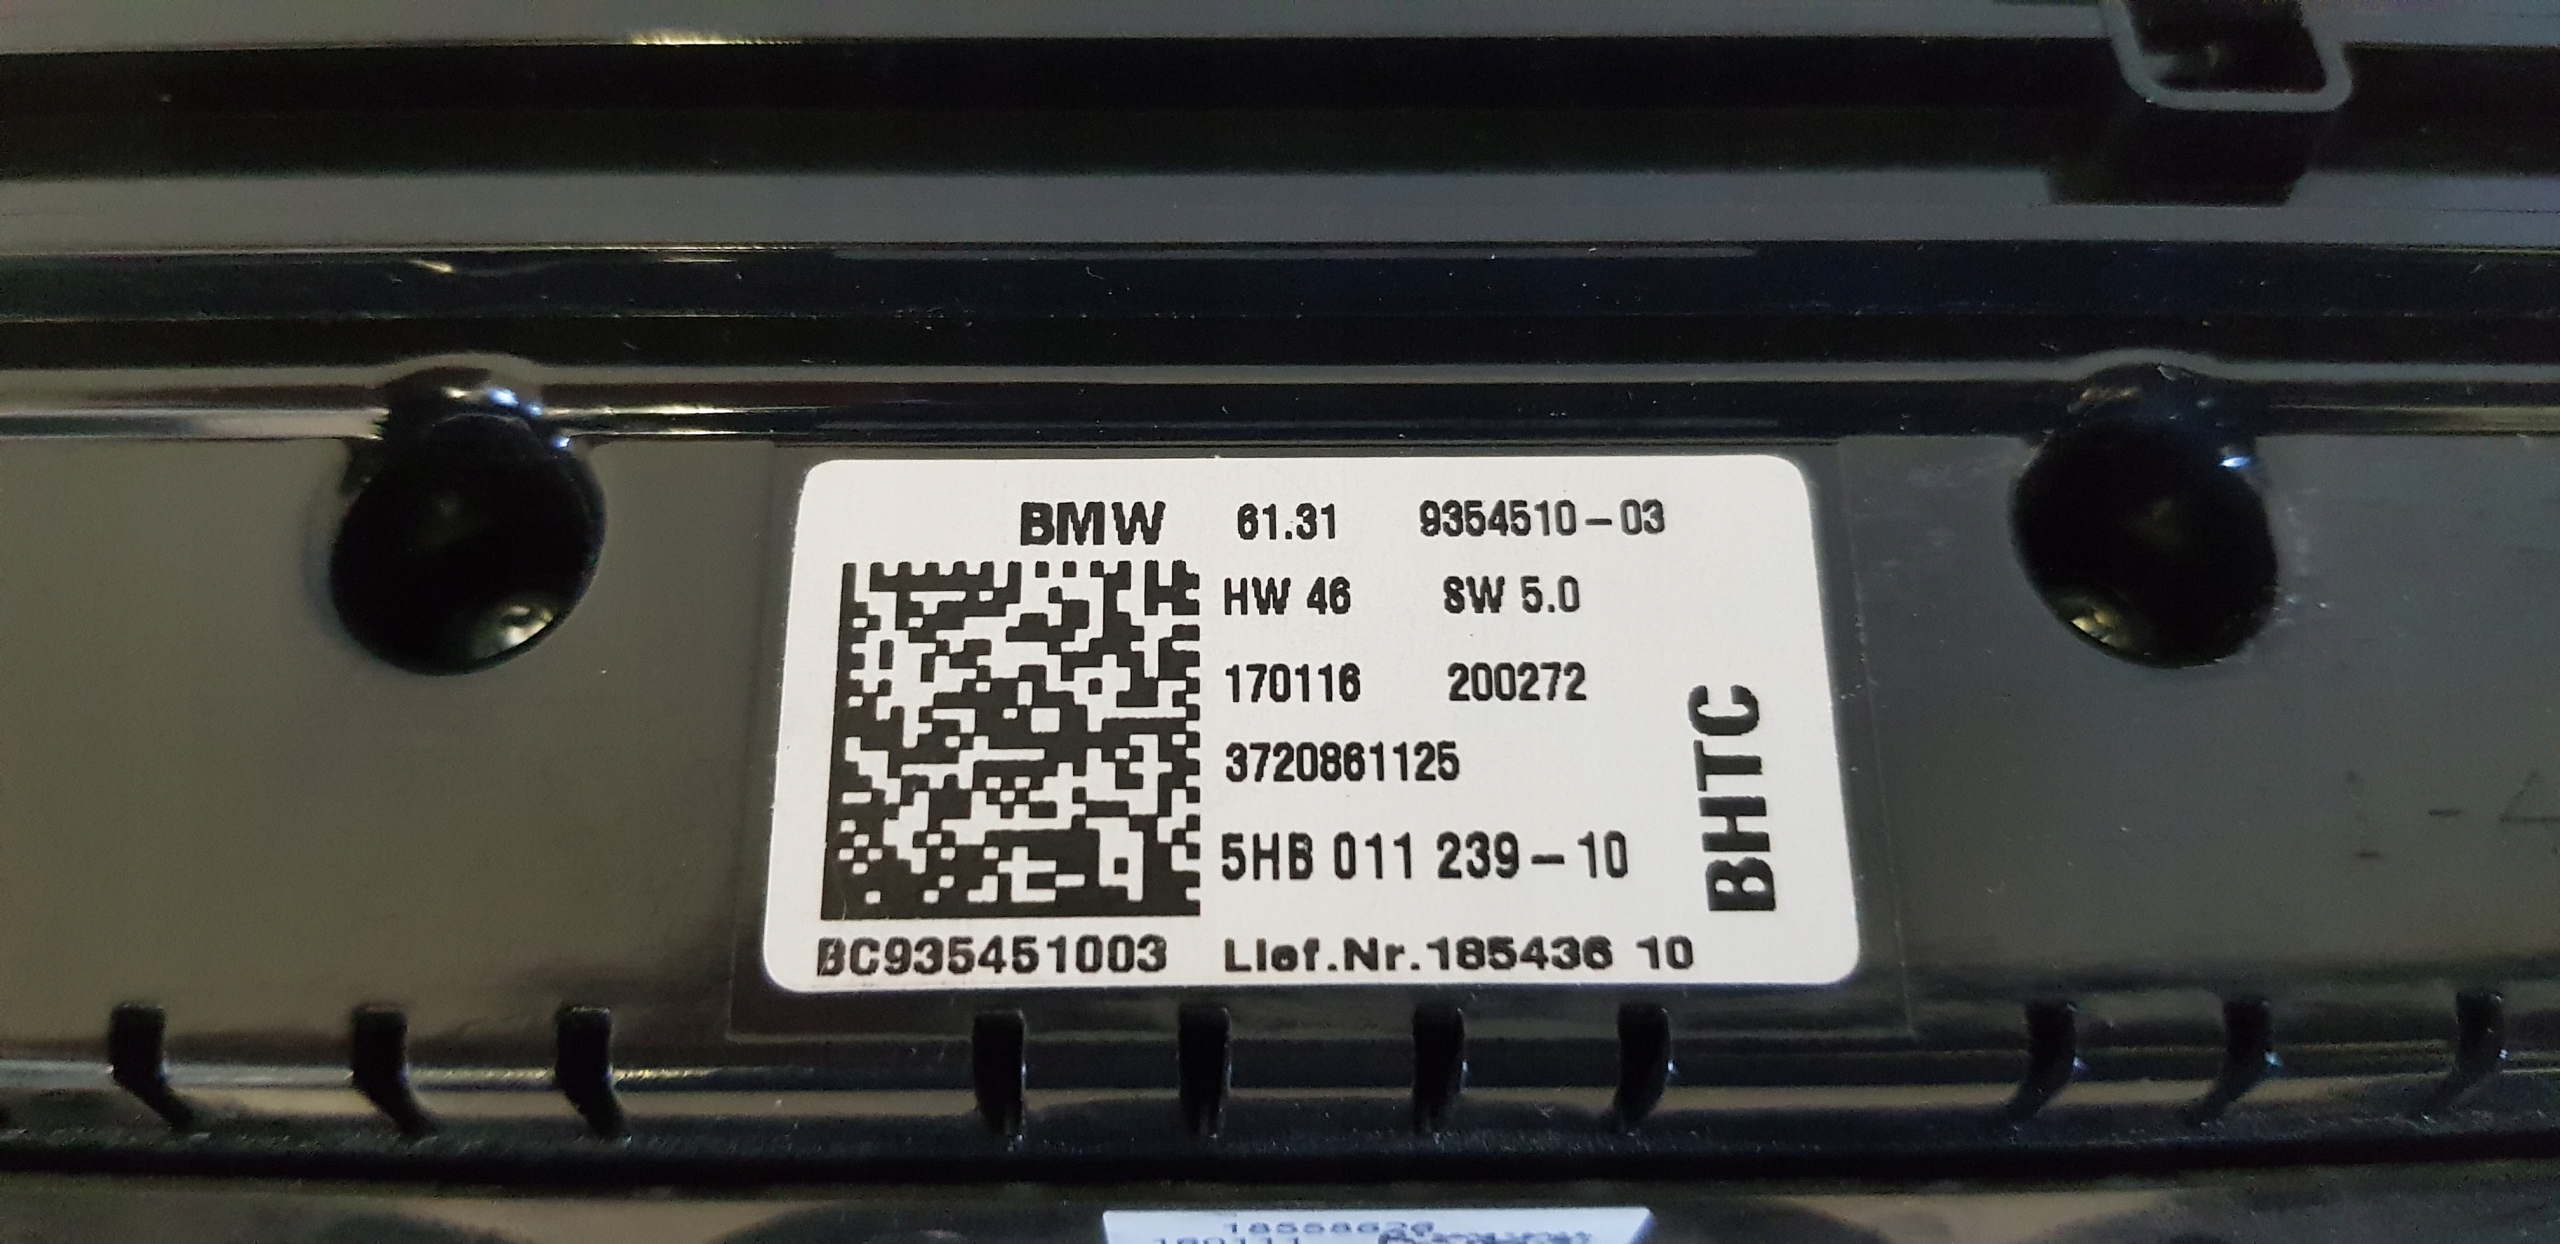 BMW 61.31 9354510-03
HW 46 SW 5.0
170116 200272
3720861125
5HB 011 239-10
BHTC
BC935451003 Lief.Nr.185436 10